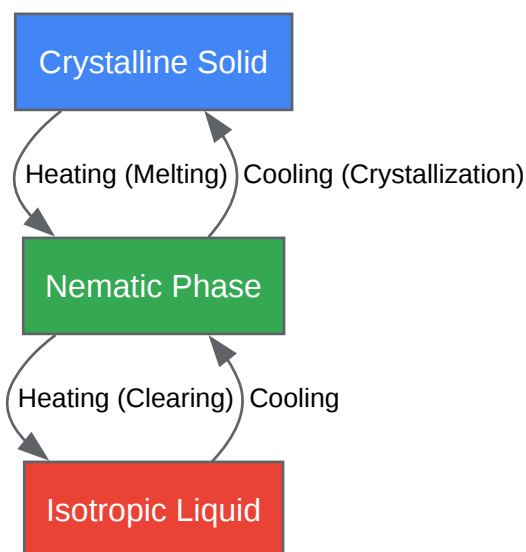 Crystalline Solid
Heating (Melting)
Cooling (Crystallization)
Nematic Phase
Heating (Clearing)
Cooling
Isotropic Liquid